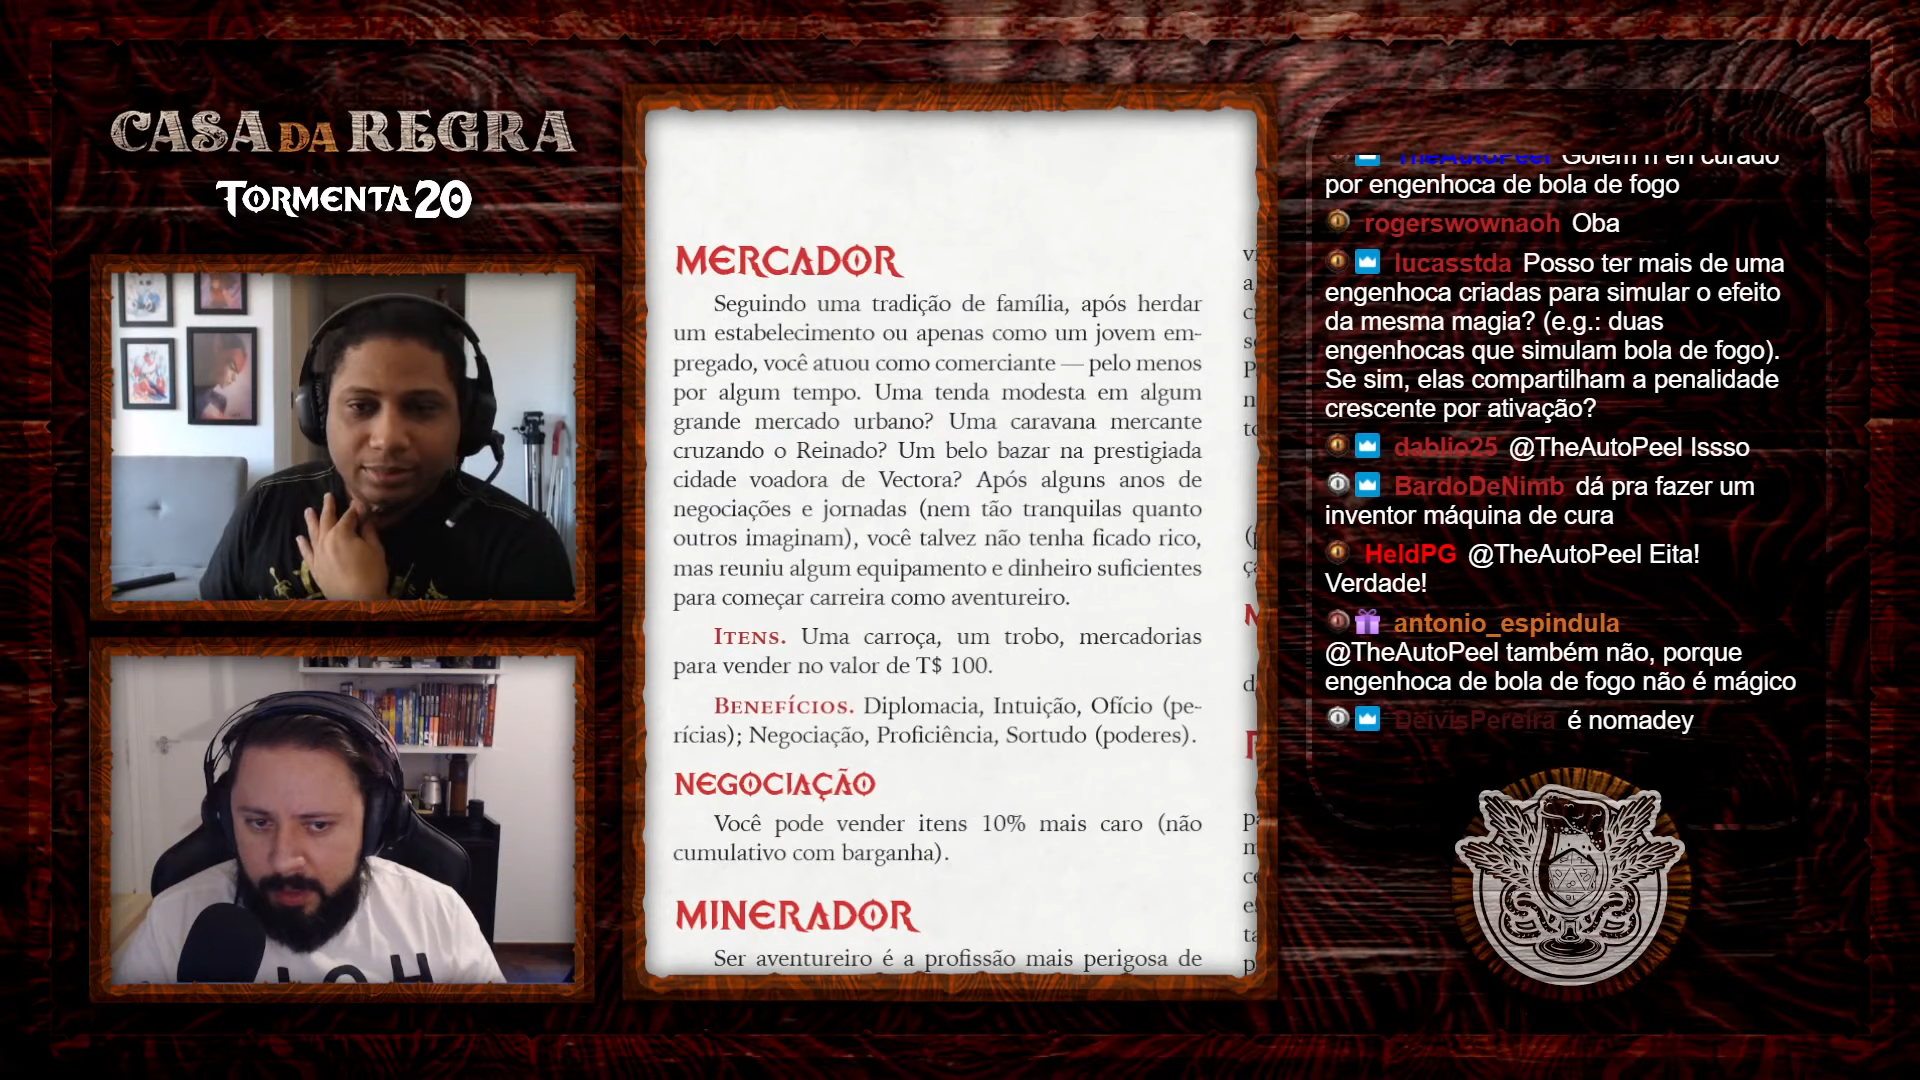 CASA DA REGRA
TORMENTA20
MERCADOR
Seguindo uma tradição de família, após herdar
um estabelecimento ou apenas como um jovem em-
pregado, você atuou como comerciante — pelo menos
por algum tempo. Uma tenda modesta em algum
grande mercado urbano? Uma caravana mercante
cruzando o Reinado? Um belo bazar na prestigiada
cidade voadora de Vectora? Após alguns anos de
negociações e jornadas (nem tão tranquilas quanto
outros imaginam), você talvez não tenha ficado rico,
mas reuniu algum equipamento e dinheiro suficientes
para começar carreira como aventureiro.
ITENS. Uma carroça, um trobo, mercadorias
para vender no valor de T$ 100.
BENEFÍCIOS. Diplomacia, Intuição, Ofício (pe-
rícias); Negociação, Proficiência, Sortudo (poderes).
NEGOCIAÇÃO
Você pode vender itens 10% mais caro (não
cumulativo com barganha).
MINERADOR
Ser aventureiro é a profissão mais perigosa de
TheAutoPeel Golem n eh curado
por engenhoca de bola de fogo
rogerswownaoh Oba
lucasstda Posso ter mais de uma
engenhoca criadas para simular o efeito
da mesma magia? (e.g.: duas
engenhocas que simulam bola de fogo).
Se sim, elas compartilham a penalidade
crescente por ativação?
dablio25 @TheAutoPeel Issso
BardoDeNimb dá pra fazer um
inventor máquina de cura
HeldPG @TheAutoPeel Eita!
Verdade!
antonio_espindula
@TheAutoPeel também não, porque
engenhoca de bola de fogo não é mágico
DeivisPereira é nomadey